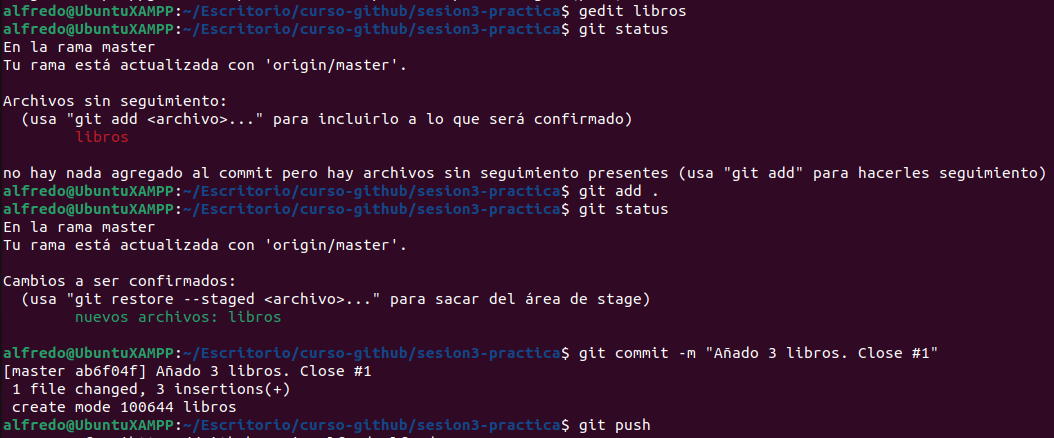 alfredo@UbuntuXAMPP:~/Escritorio/curso-github/sesion3-practica$ gedit libros
alfredo@UbuntuXAMPP:~/Escritorio/curso-github/sesion3-practica$ git status
En la rama master
Tu rama está actualizada con 'origin/master'.
Archivos sin seguimiento:
(usa "git add <archivo>..." para incluirlo a lo que será confirmado)
libros
no hay nada agregado al commit pero hay archivos sin seguimiento presentes (usa "git add" para hacerles seguimiento)
alfredo@UbuntuXAMPP:~/Escritorio/curso-github/sesion3-practica$ git add .
alfredo@UbuntuXAMPP:~/Escritorio/curso-github/sesion3-practica$ git status
En la rama master
Tu rama está actualizada con 'origin/master'.
Cambios a ser confirmados:
(usa "git restore --staged <archivo>..." para sacar del área de stage)
nuevos archivos: libros
alfredo@UbuntuXAMPP:~/Escritorio/curso-github/sesion3-practica$ git commit -m "Añado 3 libros. Close #1"
[master ab6f04f] Añado 3 libros. Close #1
1 file changed, 3 insertions(+)
create mode 100644 libros
alfredo@UbuntuXAMPP:~/Escritorio/curso-github/sesion3-practica$ git push